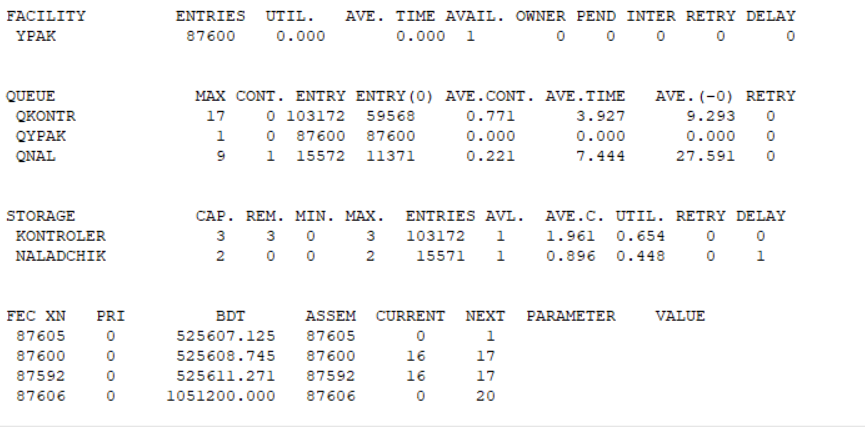 FACILITY ENTRIES UTIL. AVE. TIME AVAIL. OWNER PEND INTER RETRY DELAY
YPAK 87600 0.000 0.000 1 0 0 0 0 0
QUEUE MAX CONT. ENTRY ENTRY(0) AVE.CONT. AVE.TIME AVE.(-0) RETRY
QKONTR 17 0 103172 59568 0.771 3.927 9.293 0
QYPAK 1 0 87600 87600 0.000 0.000 0.000 0
QNAL 9 1 15572 11371 0.221 7.444 27.591 0
STORAGE CAP. REM. MIN. MAX. ENTRIES AVL. AVE.C. UTIL. RETRY DELAY
KONTROLER 3 3 0 3 103172 1 1.961 0.654 0 0
NALADCHIK 2 0 0 2 15571 1 0.896 0.448 0 1
FEC XN PRI BDT ASSEM CURRENT NEXT PARAMETER VALUE
87605 0 525607.125 87605 0 1
87600 0 525608.745 87600 16 17
87592 0 525611.271 87592 16 17
87606 0 1051200.000 87606 0 20